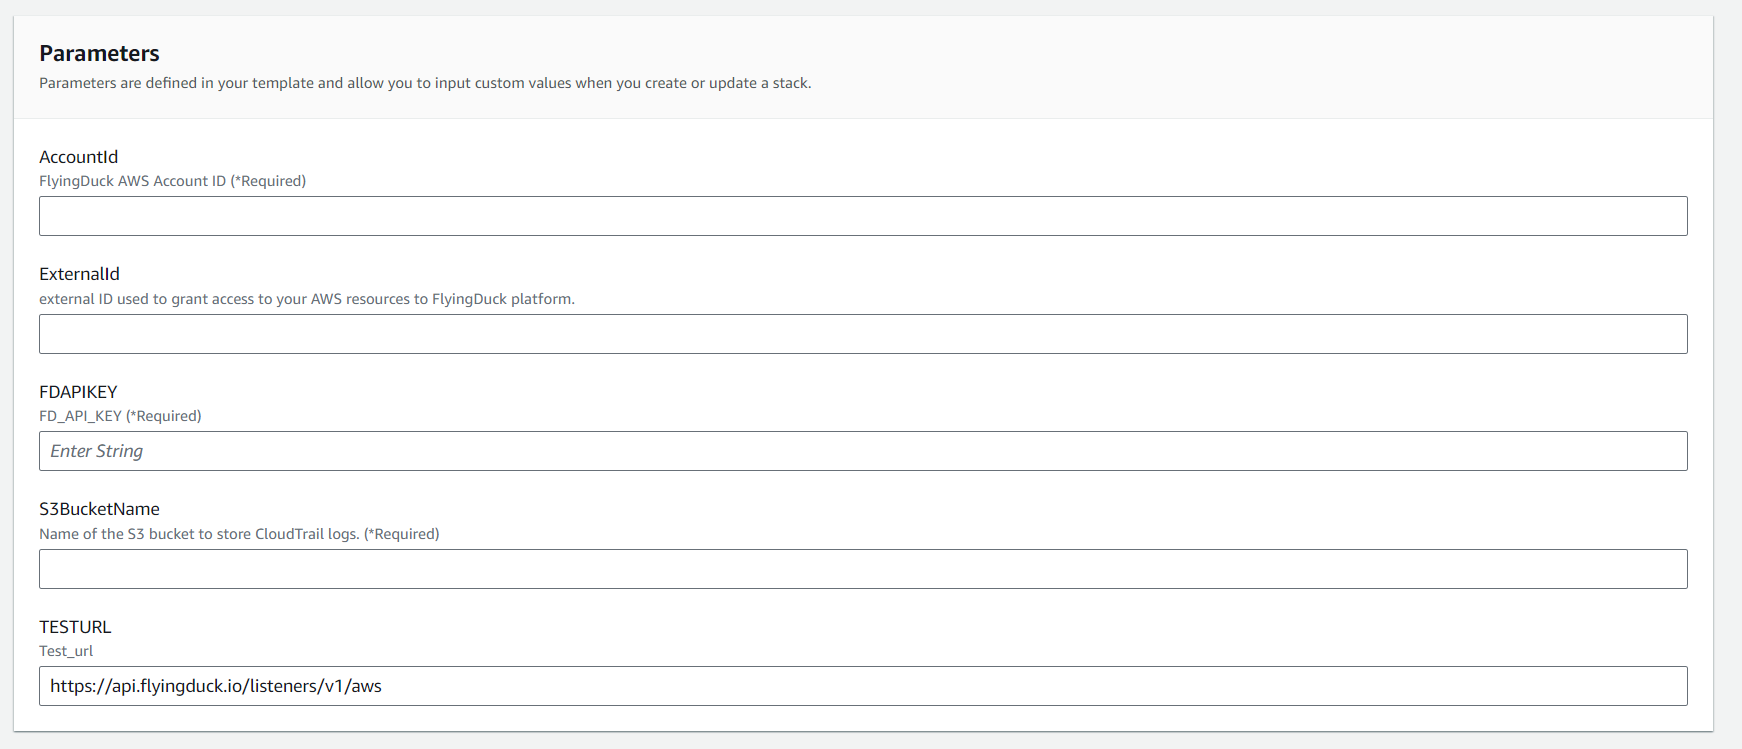 Parameters
Parameters are defined in your template and allow you to input custom values when you create or update a stack.
AccountId
FlyingDuck AWS Account ID (*Required)
ExternalId
external ID used to grant access to your AWS resources to FlyingDuck platform.
FDAPIKEY
FD_API_KEY (*Required)
Enter String
S3BucketName
Name of the S3 bucket to store CloudTrail logs. (*Required)
TESTURL
Test_url
https://api.flyingduck.io/listeners/v1/aws